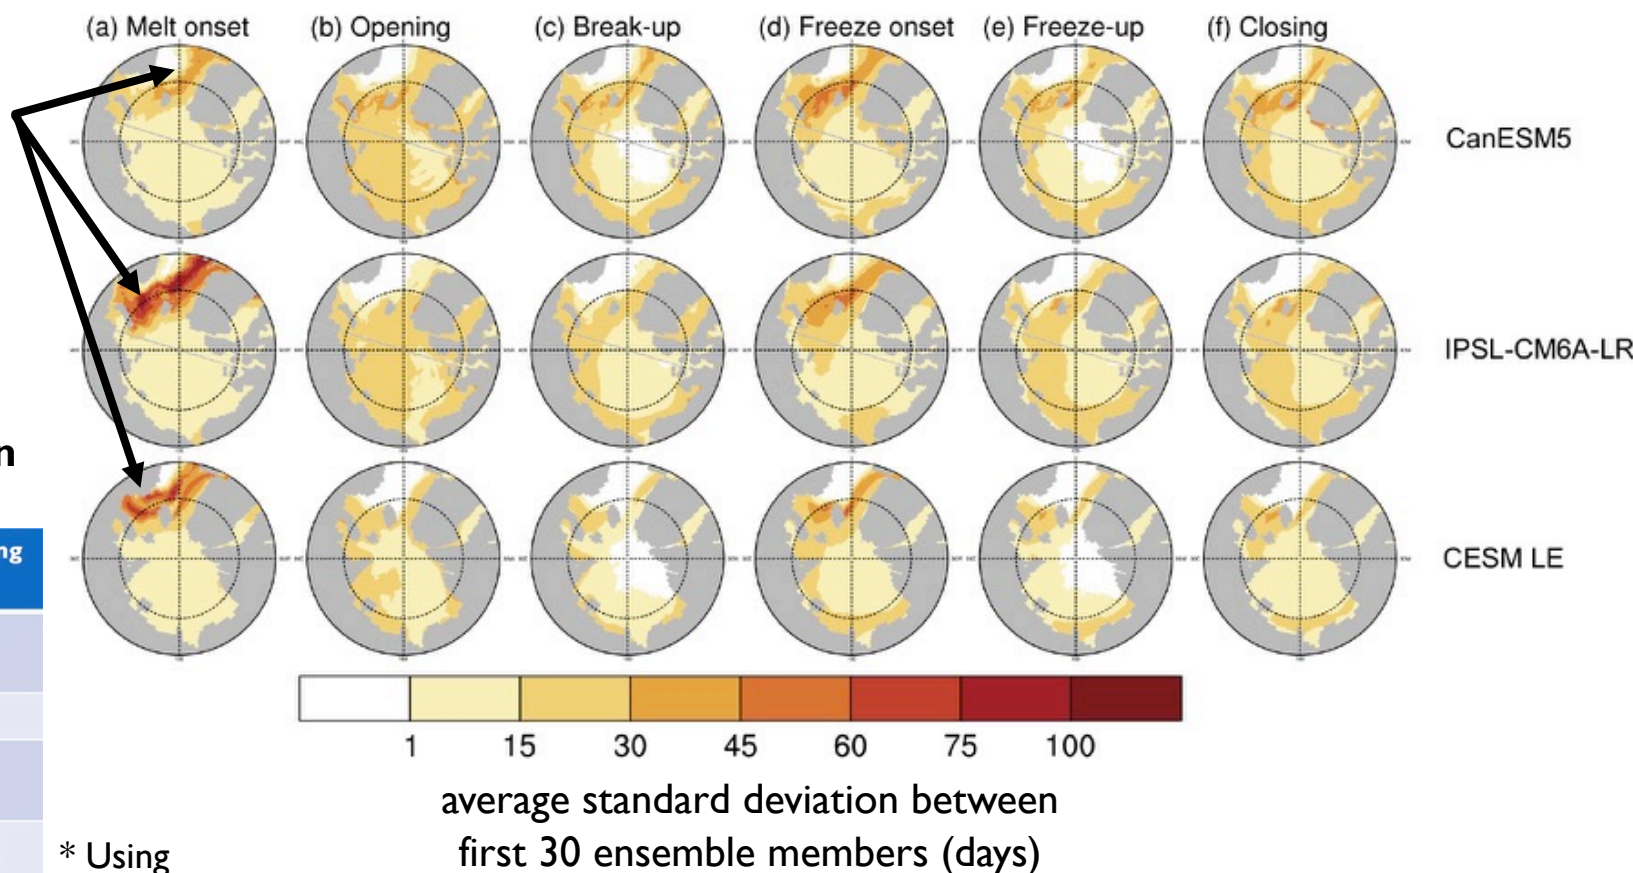 (a) Melt onset (b) Opening (c) Break-up (d) Freeze onset (e) Freeze-up (f) Closing
CanESM5
IPSL-CM6A-LR
CESM LE
n
ng
1 15 30 45 60 75 100
average standard deviation between
first 30 ensemble members (days)
* Using